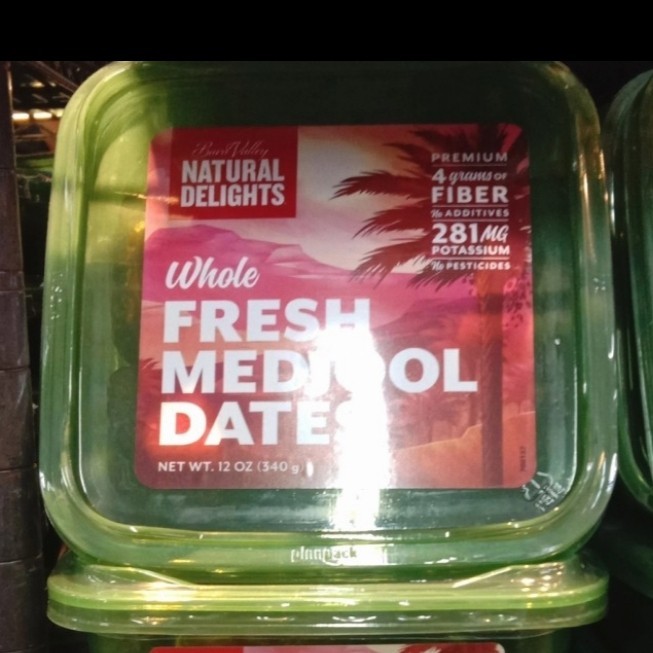 Bard Valley
NATURAL
DELIGHTS
PREMIUM
4 grams OF
FIBER
No ADDITIVES
281MG
POTASSIUM
No PESTICIDES
Whole
FRESH
MEDJOOL
DATES
NET WT. 12 OZ (340 g)
plantpack